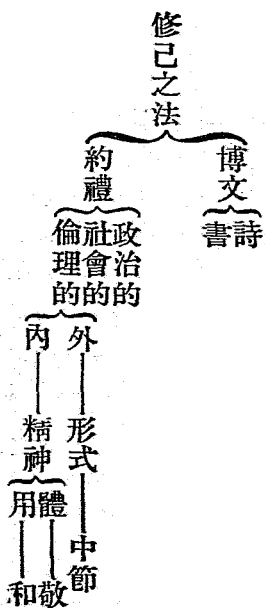 修己之法
博文
詩
書
約禮
政治的
社會的
倫理的
外
形式
中節
內
精神
體
敬
用
和